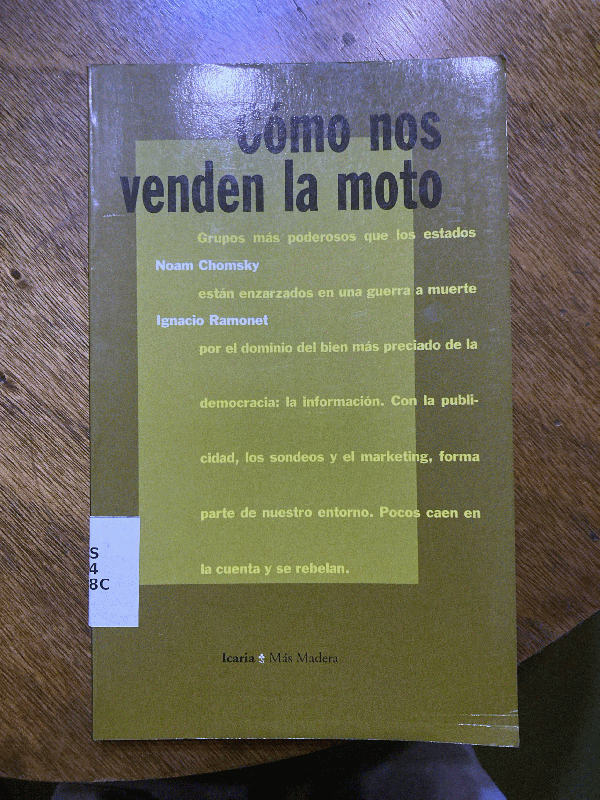 Cómo nos
venden la moto
Grupos más poderosos que los estados
Noam Chomsky
están enzarzados en una guerra a muerte
Ignacio Ramonet
por el dominio del bien más preciado de la
democracia: la información. Con la publi-
cidad, los sondeos y el marketing, forma
parte de nuestro entorno. Pocos caen en
la cuenta y se rebelan.
S
4
8C
Icaria Más Madera